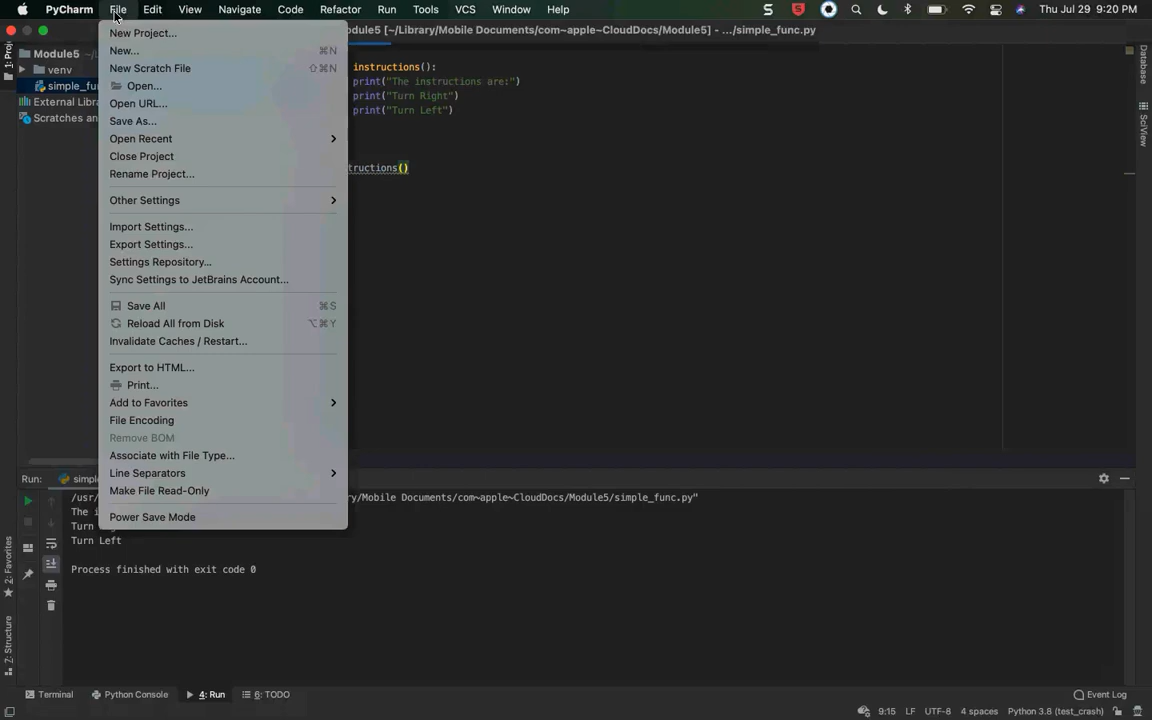 PyCharm File Edit View Navigate Code Refactor Run Tools VCS Window Help S 5 Thu Jul 29 9:20 PM
odule5 [~/Library/Mobile Documents/com~apple~CloudDocs/Module5] - .../simple_func.py
1: Proj
Module5 ~/L
venv
simple_fu
External Libra
Scratches an
New Project...
New... ⌘N
New Scratch File ⇧⌘N
Open...
Open URL...
Save As...
Open Recent
Close Project
Rename Project...
Other Settings
Import Settings...
Export Settings...
Settings Repository...
Sync Settings to JetBrains Account...
Save All ⌘S
Reload All from Disk ⌥⌘Y
Invalidate Caches / Restart...
Export to HTML...
Print...
Add to Favorites
File Encoding
Remove BOM
Associate with File Type...
Line Separators
Make File Read-Only
Power Save Mode
instructions():
print("The instructions are:")
print("Turn Right")
print("Turn Left")
tructions()
Database
SciView
Run: simple
/usr/ ry/Mobile Documents/com~apple~CloudDocs/Module5/simple_func.py"
The i
Turn
Turn Left
Process finished with exit code 0
2: Favorites
Z: Structure
Terminal Python Console 4: Run 6: TODO Event Log
9:15 LF UTF-8 4 spaces Python 3.8 (test_crash)